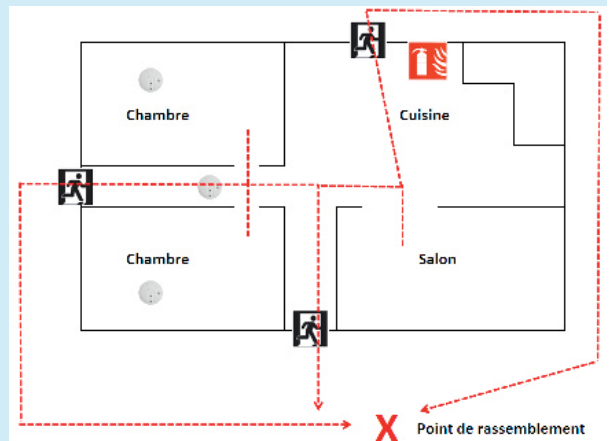 Chambre
Cuisine
Chambre
Salon
X Point de rassemblement